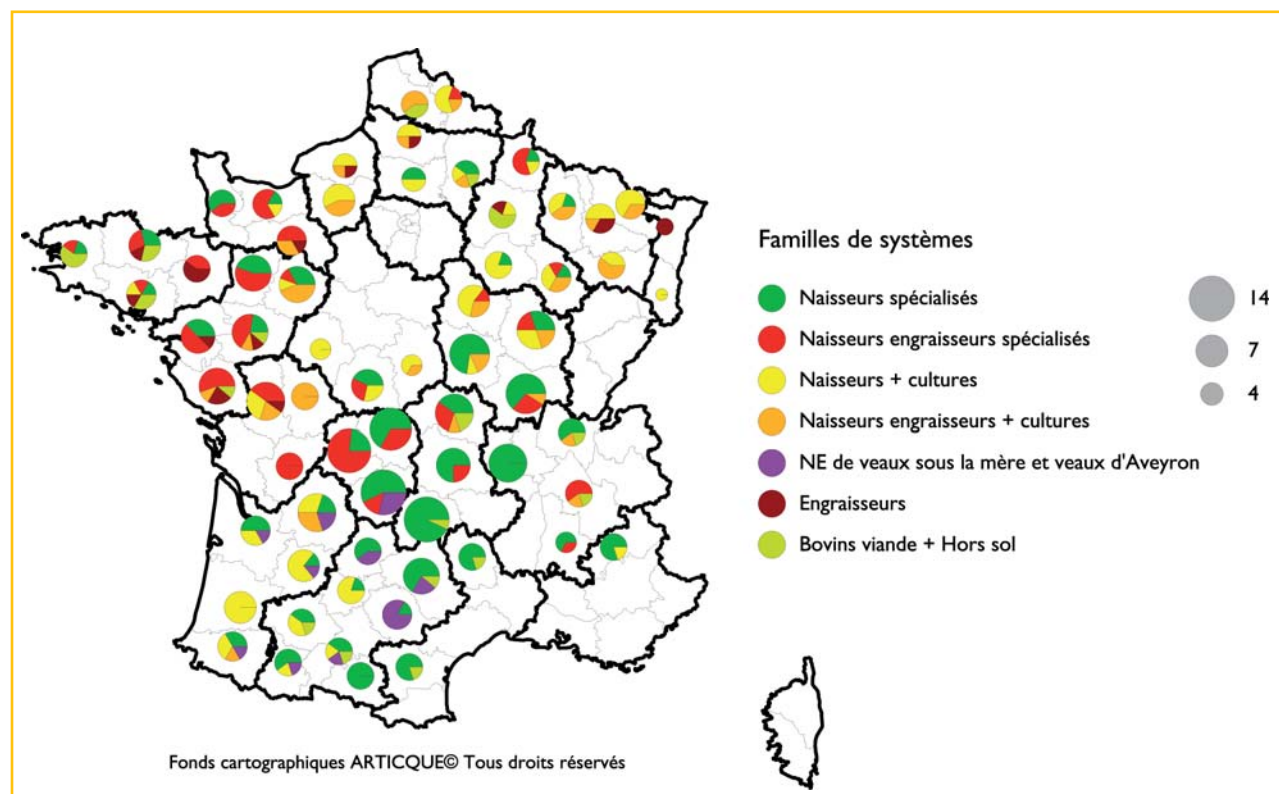 Familles de systèmes
Naisseurs spécialisés
Naisseurs engraisseurs spécialisés
Naisseurs + cultures
Naisseurs engraisseurs + cultures
NE de veaux sous la mère et veaux d'Aveyron
Engraisseurs
Bovins viande + Hors sol
14
7
4
Fonds cartographiques ARTICQUE© Tous droits réservés